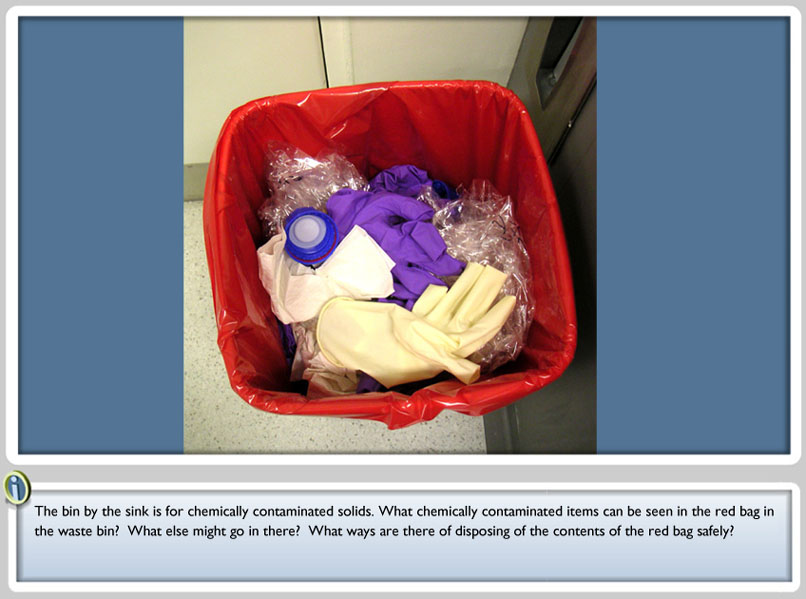 The bin by the sink is for chemically contaminated solids. What chemically contaminated items can be seen in the red bag in
the waste bin?  What else might go in there?  What ways are there of disposing of the contents of the red bag safely?